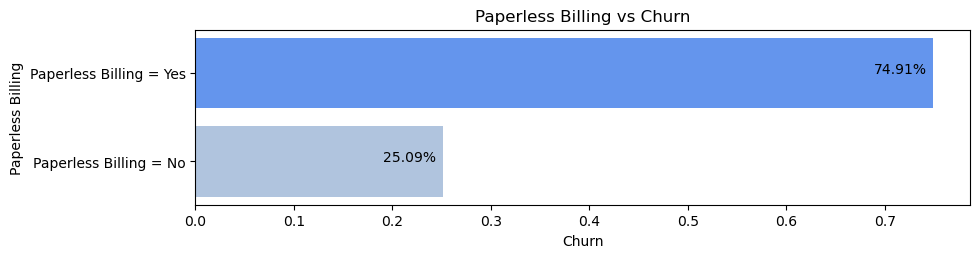 Paperless Billing vs Churn
Paperless Billing
Paperless Billing = Yes
74.91%
Paperless Billing = No
25.09%
0.0 0.1 0.2 0.3 0.4 0.5 0.6 0.7
Churn